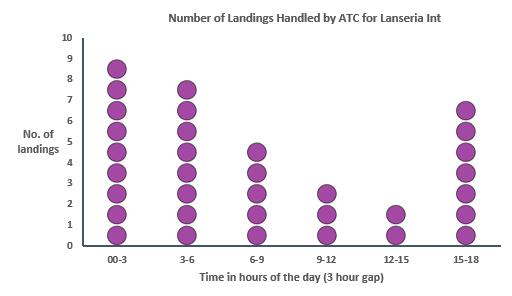 Number of Landings Handled by ATC for Lanseria Int
10
9
8
7
6
5
4
3
2
1
0
No. of
landings
00-3 3-6 6-9 9-12 12-15 15-18
Time in hours of the day (3 hour gap)